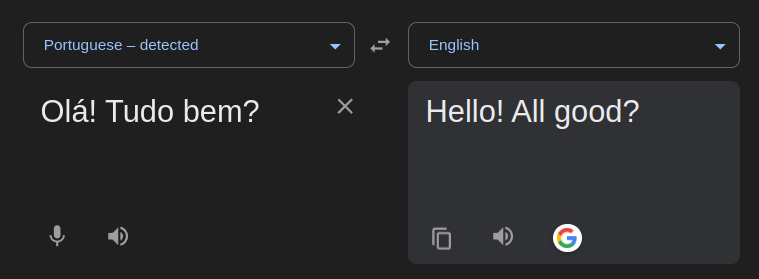 Portuguese – detected
English
Olá! Tudo bem?
Hello! All good?